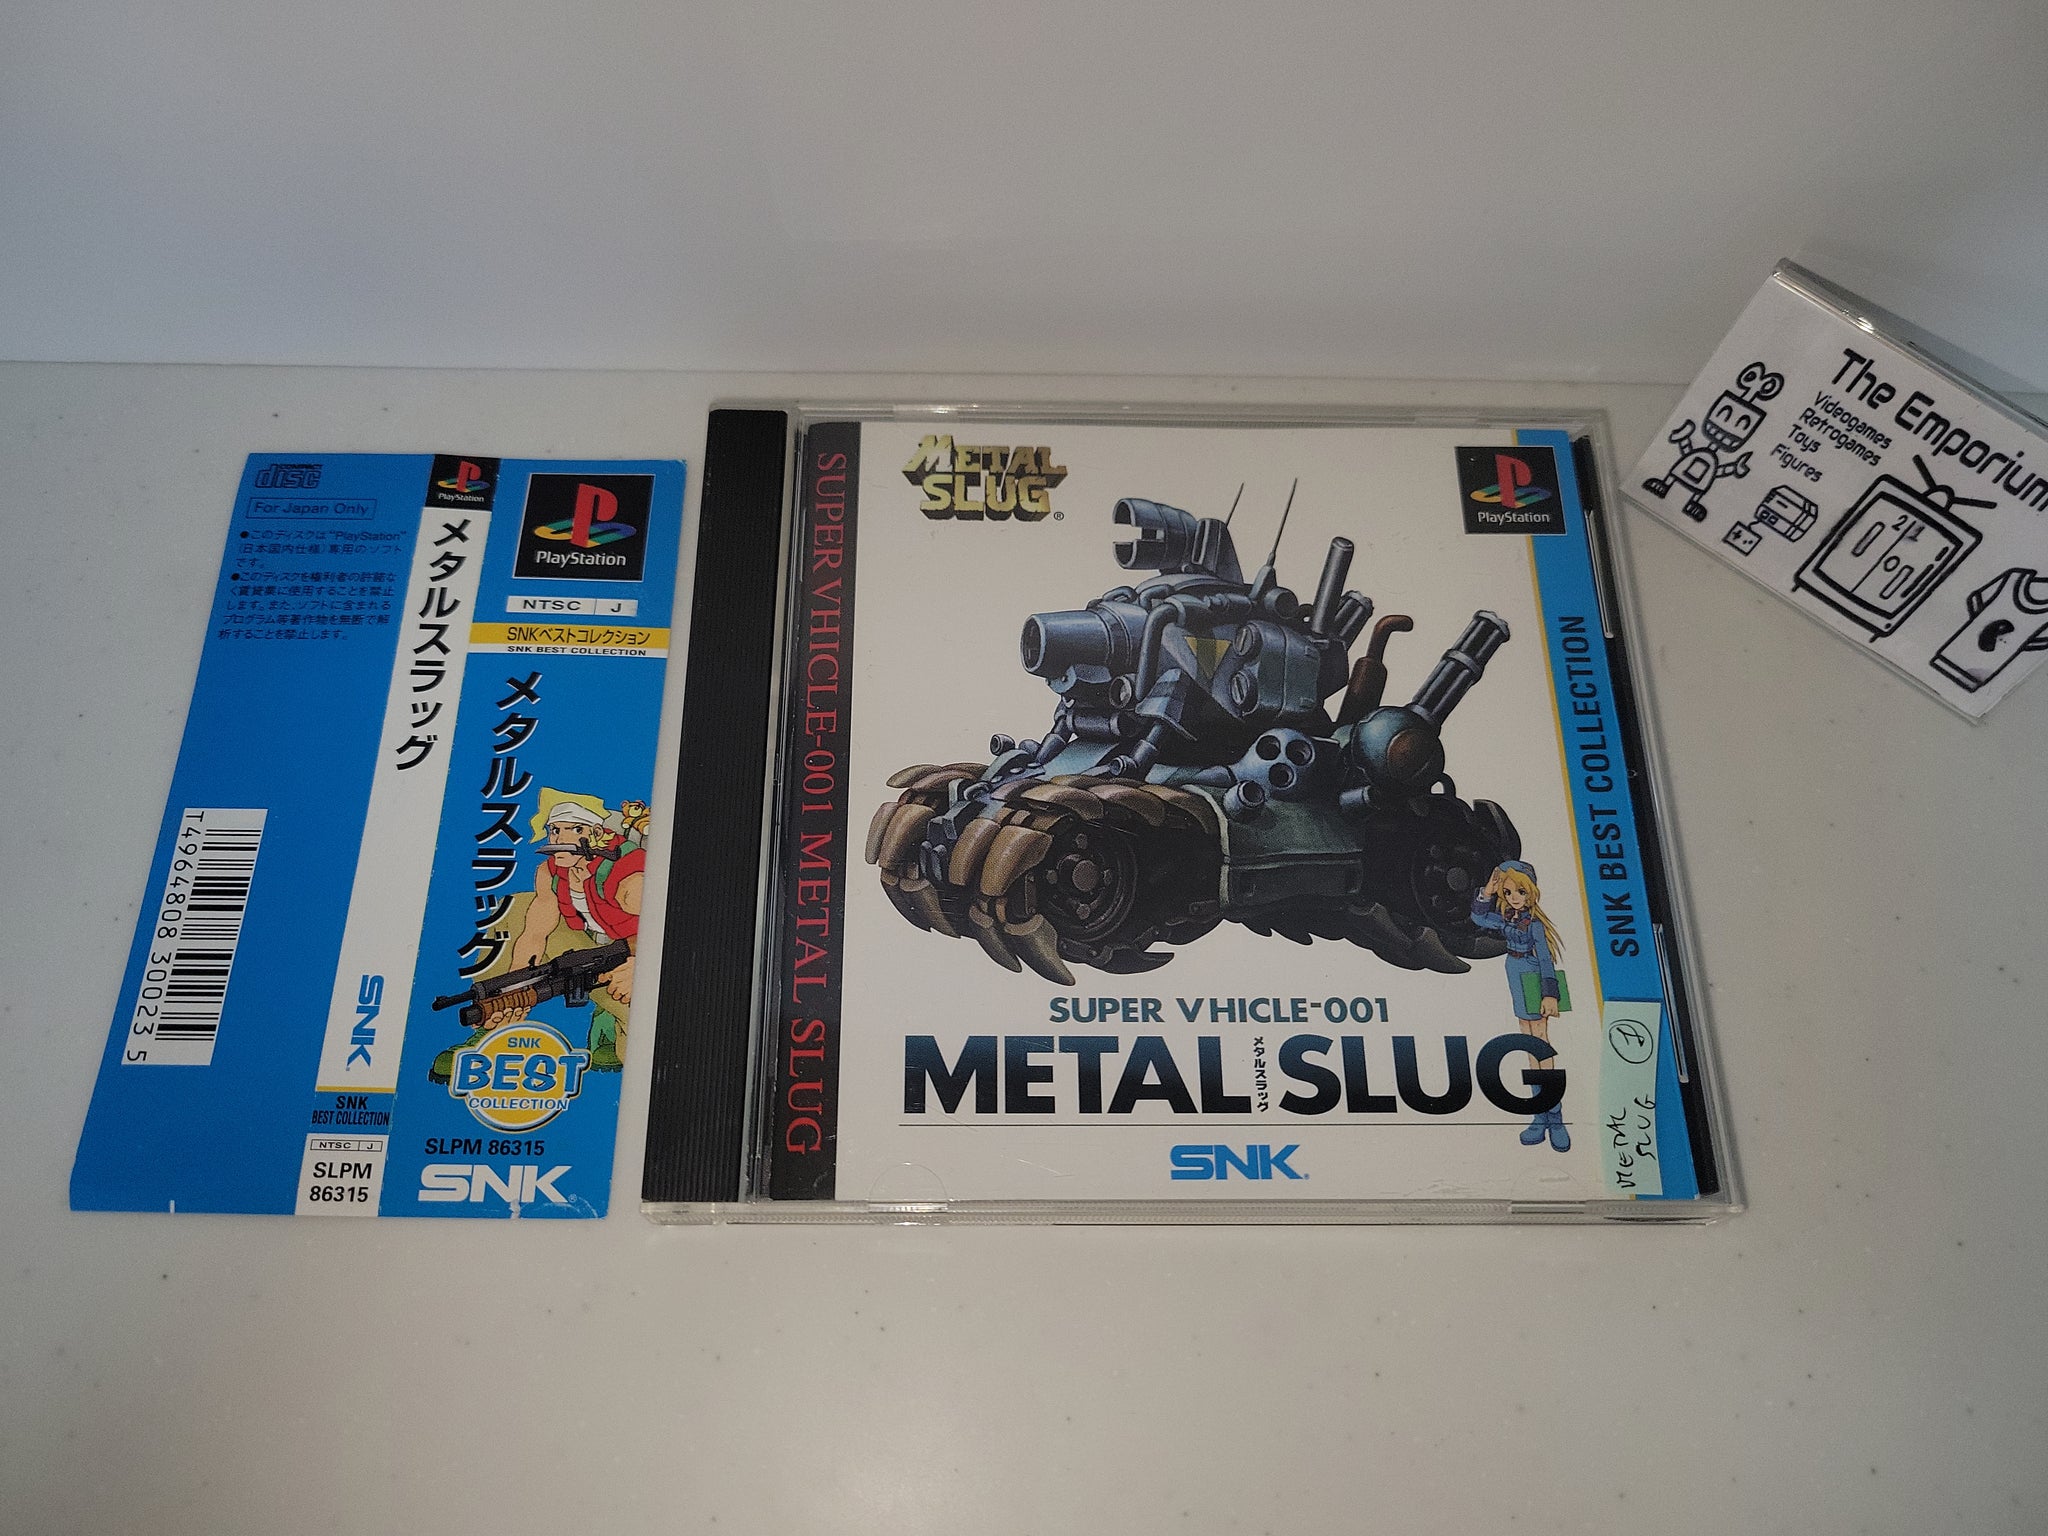 COMPACT
disc
For Japan Only
●このディスクは"PlayStation"
(日本国内仕様)専用のソフト
です。
●このディスクを権利者の許諾な
く賃貸業に使用することを禁止
します。また、ソフトに含まれる
プログラム等著作物を無断で解
析することを禁止します。
T4964808 30023 5
PlayStation
メタルスラッグ
SNK
SNK
BEST COLLECTION
NTSC J
SLPM
86315
PlayStation
NTSC J
SNKベストコレクション
SNK BEST COLLECTION
メタルスラッグ
SNK
BEST
COLLECTION
SLPM 86315
SNK®
SUPER VHICLE-001 METAL SLUG
METAL
SLUG®
PlayStation
SNK BEST COLLECTION
SUPER VHICLE-001
METAL SLUG
メタルスラッグ
SNK®
METAL
SLUG
The Emporium
Videogames
Retrogames
Toys
Figures